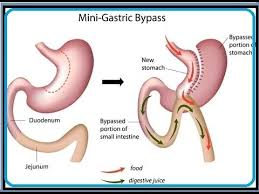 Mini-Gastric Bypass
Bypassed
portion of
stomach
New
stomach
Duodenum
Bypassed
portion of
small intestine
Jejunum
food
digestive juice